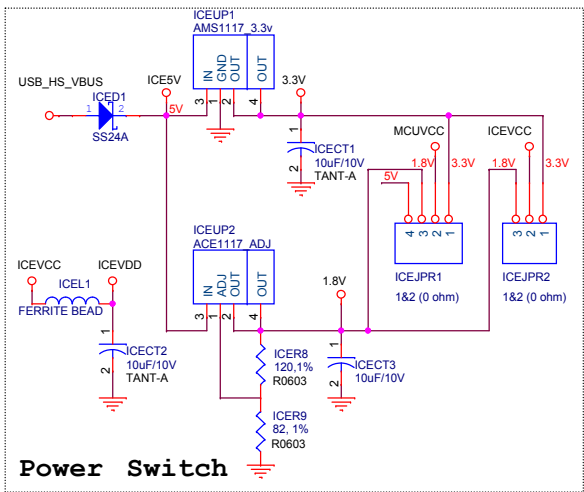 ICEUP1
AMS1117_3.3v
USB_HS_VBUS
ICE5V
ICED1
1
2
SS24A
5V
IN
GND
OUT
OUT
3
1
2
4
3.3V
1
2
ICECT1
10uF/10V
TANT-A
MCUVCC
ICEVCC
1.8V
3.3V
1.8V
3.3V
5V
4
3
2
1
3
2
1
ICEJPR1
ICEJPR2
1&2 (0 ohm)
1&2 (0 ohm)
ICEUP2
ACE1117_ADJ
IN
ADJ
OUT
OUT
3
1
2
4
1.8V
ICEVCC
ICEVDD
ICEL1
FERRITE BEAD
1
2
ICECT2
10uF/10V
TANT-A
ICER8
120,1%
R0603
1
2
ICECT3
10uF/10V
ICER9
82, 1%
R0603
Power Switch